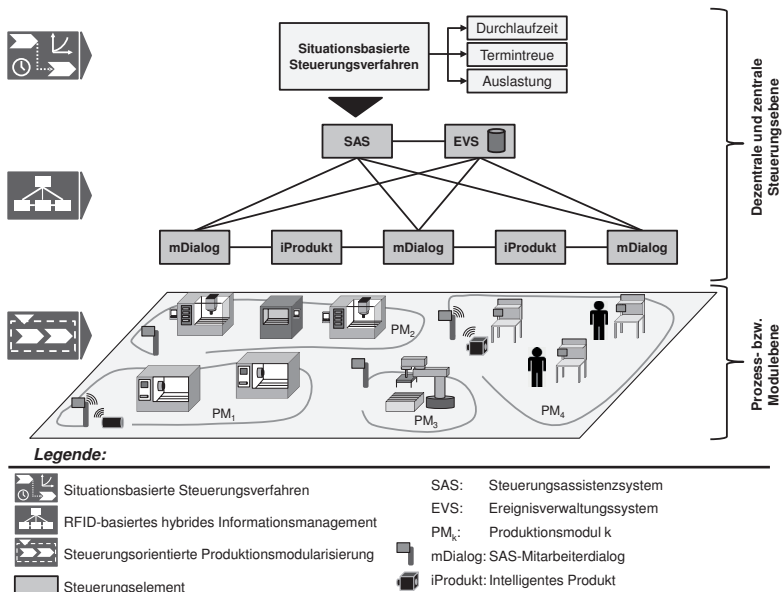 Situationsbasierte
Steuerungsverfahren
Durchlaufzeit
Termintreue
Auslastung
SAS
EVS
mDialog
iProdukt
mDialog
iProdukt
mDialog
Dezentrale und zentrale
Steuerungsebene
PM2
PM1
PM3
PM4
Prozess- bzw.
Modulebene
Legende:
Situationsbasierte Steuerungsverfahren
RFID-basiertes hybrides Informationsmanagement
Steuerungsorientierte Produktionsmodularisierung
Steuerungselement
SAS: Steuerungsassistenzsystem
EVS: Ereignisverwaltungssystem
PMk: Produktionsmodul k
mDialog: SAS-Mitarbeiterdialog
iProdukt: Intelligentes Produkt